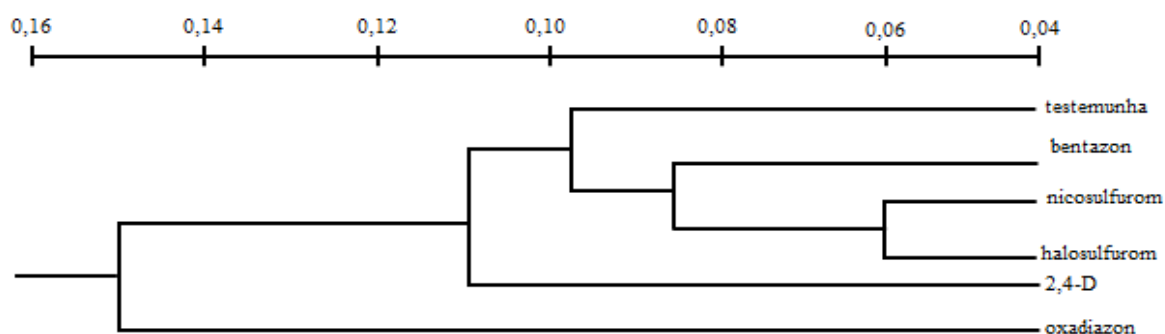 0,16 0,14 0,12 0,10 0,08 0,06 0,04
testemunha
bentazon
nicosulfurom
halosulfurom
2,4-D
oxadiazon